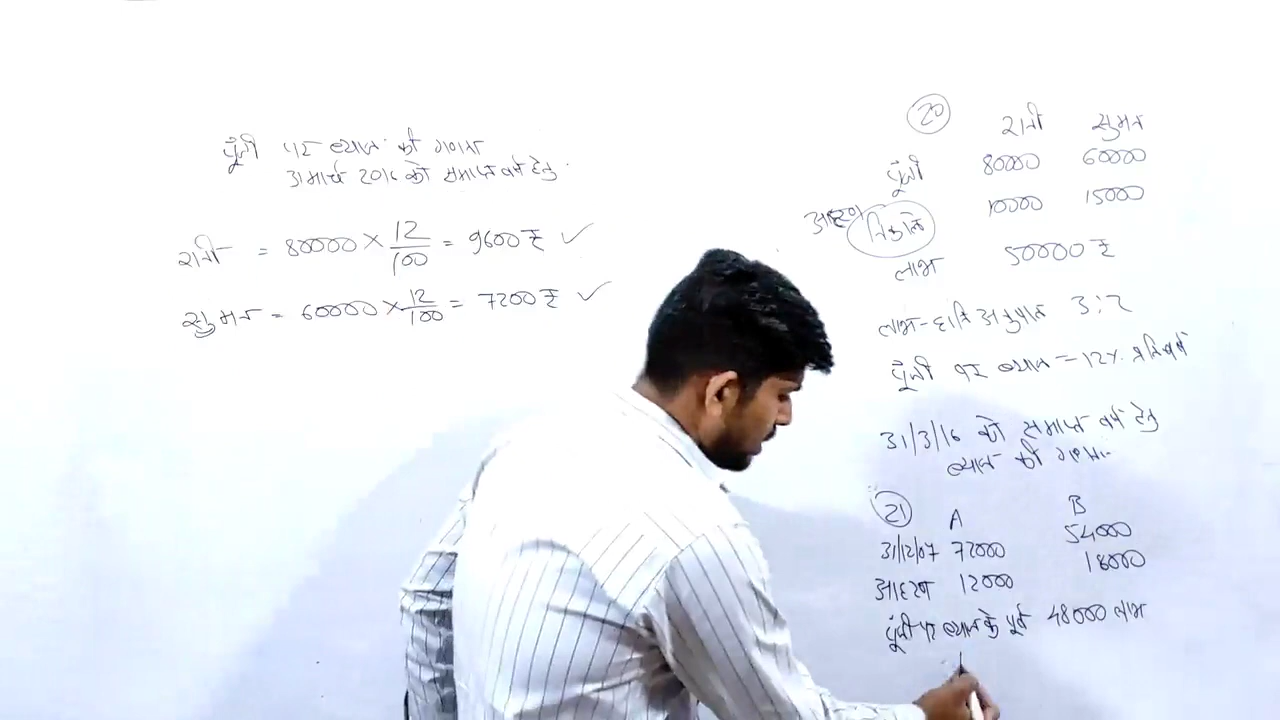 पूँजी पर ब्याज की गणना
31 मार्च 2016 को समाप्त वर्ष हेतु
रानी = 80000 × 12/100 = 9600 ₹ ✓
सुमन = 60000 × 12/100 = 7200 ₹ ✓
20
रानी सुमन
पूँजी 80000 60000
आहरण 10000 15000
लाभ 50000 ₹
लाभ-हानि अनुपात 3:2
पूँजी पर ब्याज = 12% प्रतिवर्ष
31/3/16 को समाप्त वर्ष हेतु
ब्याज की गणना
21
A B
31/12/07 72000 54000
आहरण 12000 18000
पूँजी पर ब्याज के पूर्व 48000 लाभ